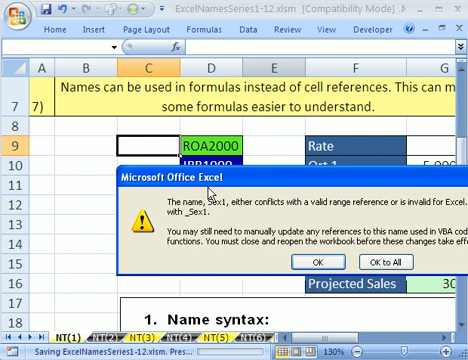 ExcelNamesSeries1-12.xlsm [Compatibility Mode]
Home Insert Page Layout Formulas Review View Developer
fx
A B C D E F G
7 7) Names can be used in formulas instead of cell references. This can m
some formulas easier to understand.
8
9 ROA2000 Rate
10
Microsoft Office Excel
11
The name, Sex1, either conflicts with a valid range reference or is invalid for Excel.
12
with _Sex1.
13
You may still need to manually update any references to this name used in VBA cod
14
functions. You must close and reopen the workbook before these changes take effe
15
OK OK to All
16 Projected Sales 30
17
18 1. Name syntax:
NT(1) NT(2) NT(3) NT(4) NT(5) NT(6)
Saving ExcelNamesSeries1-12.xlsm. Pres... 130%